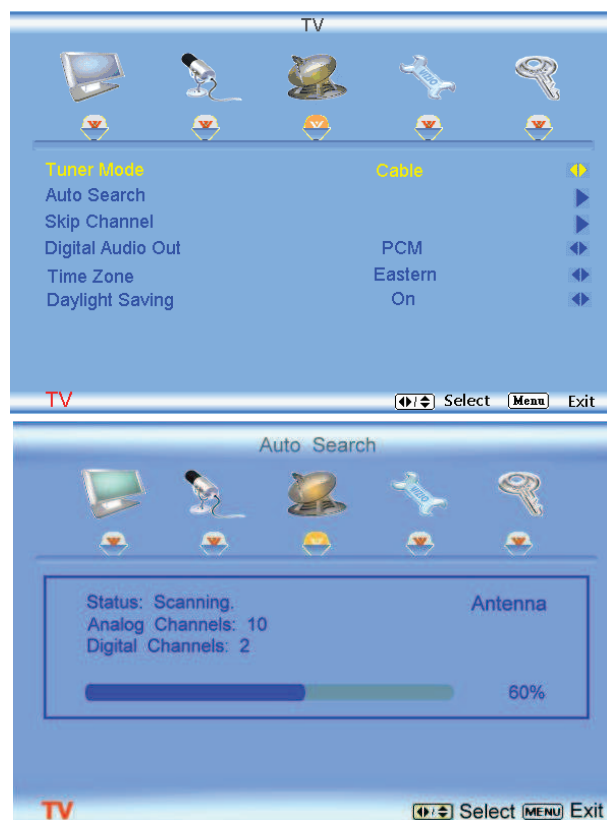 TV
VIZIO
Tuner Mode Cable
Auto Search
Skip Channel
Digital Audio Out PCM
Time Zone Eastern
Daylight Saving On
TV Select Menu Exit
Auto Search
VIZIO
Status: Scanning. Antenna
Analog Channels: 10
Digital Channels: 2
60%
TV Select MENU Exit